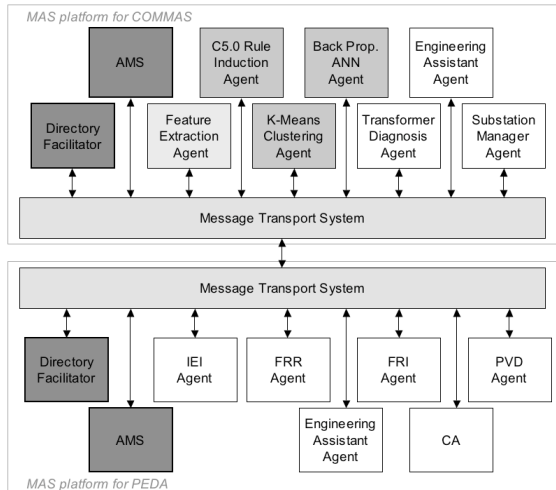 MAS platform for COMMAS
AMS
C5.0 Rule
Induction
Agent
Back Prop.
ANN
Agent
Engineering
Assistant
Agent
Directory
Facilitator
Feature
Extraction
Agent
K-Means
Clustering
Agent
Transformer
Diagnosis
Agent
Substation
Manager
Agent
Message Transport System
Message Transport System
Directory
Facilitator
IEI
Agent
FRR
Agent
FRI
Agent
PVD
Agent
AMS
Engineering
Assistant
Agent
CA
MAS platform for PEDA